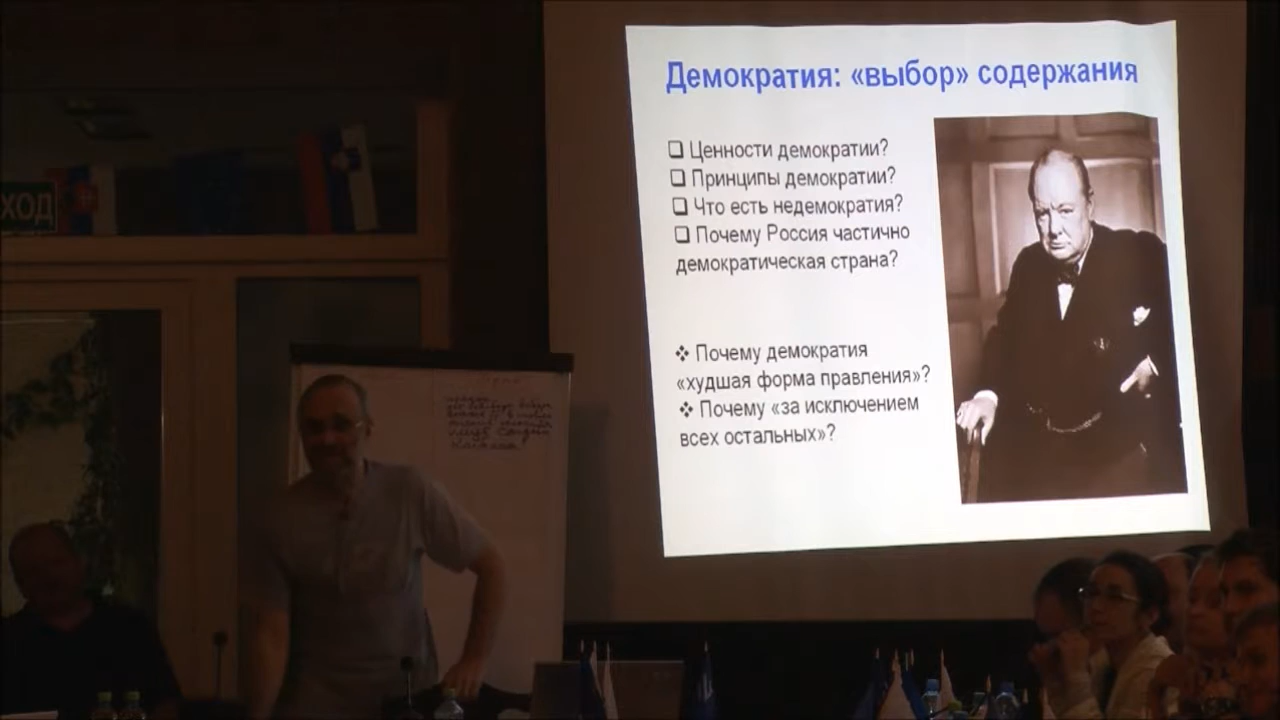 Демократия: «выбор» содержания
❑ Ценности демократии?
❑ Принципы демократии?
❑ Что есть недемократия?
❑ Почему Россия частично
демократическая страна?
❖ Почему демократия
«худшая форма правления»?
❖ Почему «за исключением
всех остальных»?
ХОД